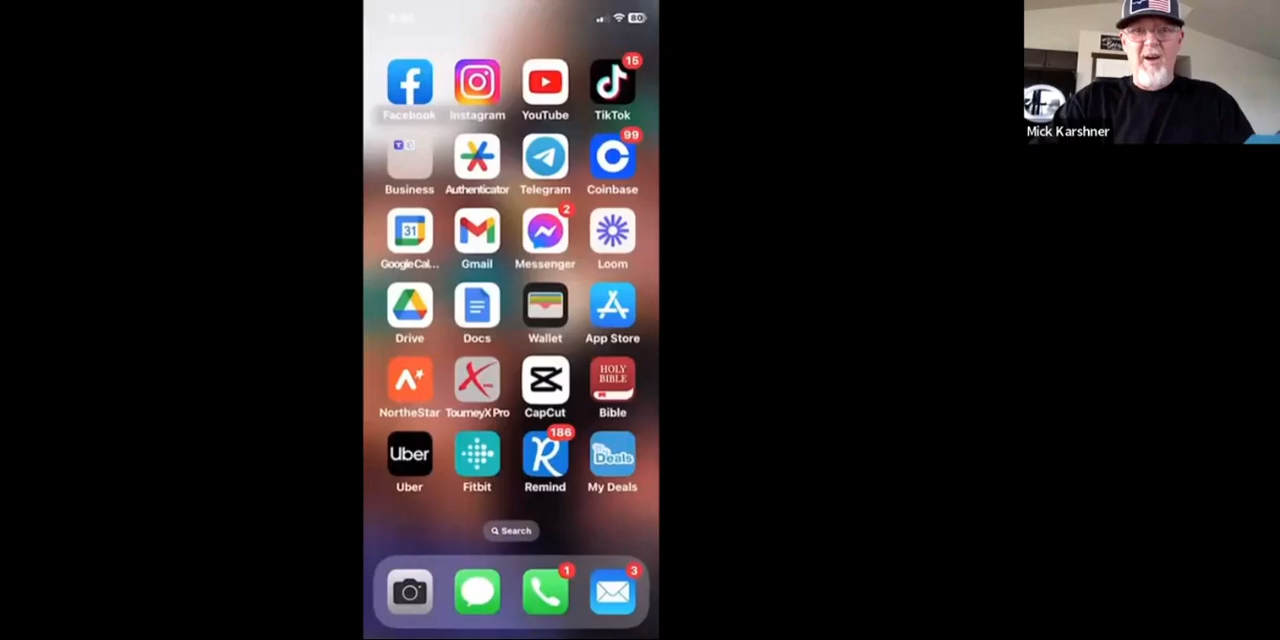 80
15
Facebook Instagram YouTube TikTok
99
Business Authenticator Telegram Coinbase
31
2
Google Cal... Gmail Messenger Loom
Drive Docs Wallet App Store
HOLY
BIBLE
NortheStar TourneyX Pro CapCut Bible
186
Uber
R
Deals
Uber Fitbit Remind My Deals
Search
1
3
Mick Karshner